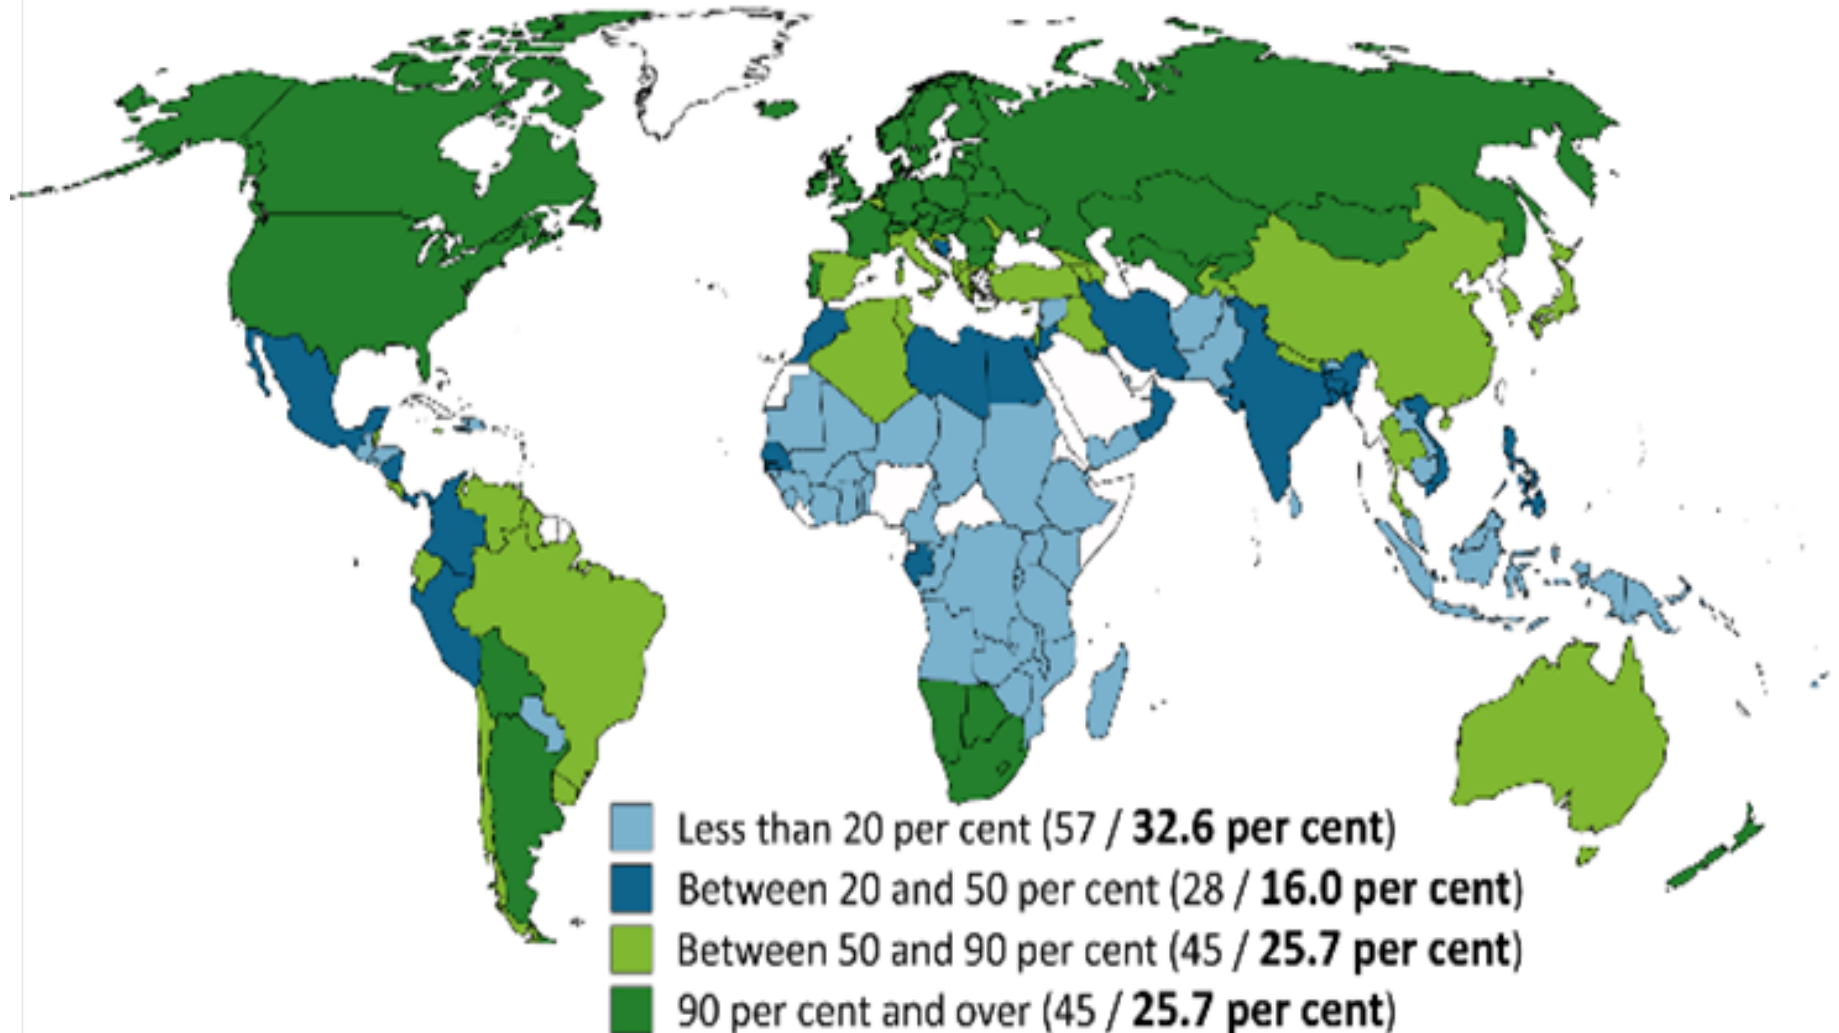 Less than 20 per cent (57 / 32.6 per cent)
Between 20 and 50 per cent (28 / 16.0 per cent)
Between 50 and 90 per cent (45 / 25.7 per cent)
90 per cent and over (45 / 25.7 per cent)